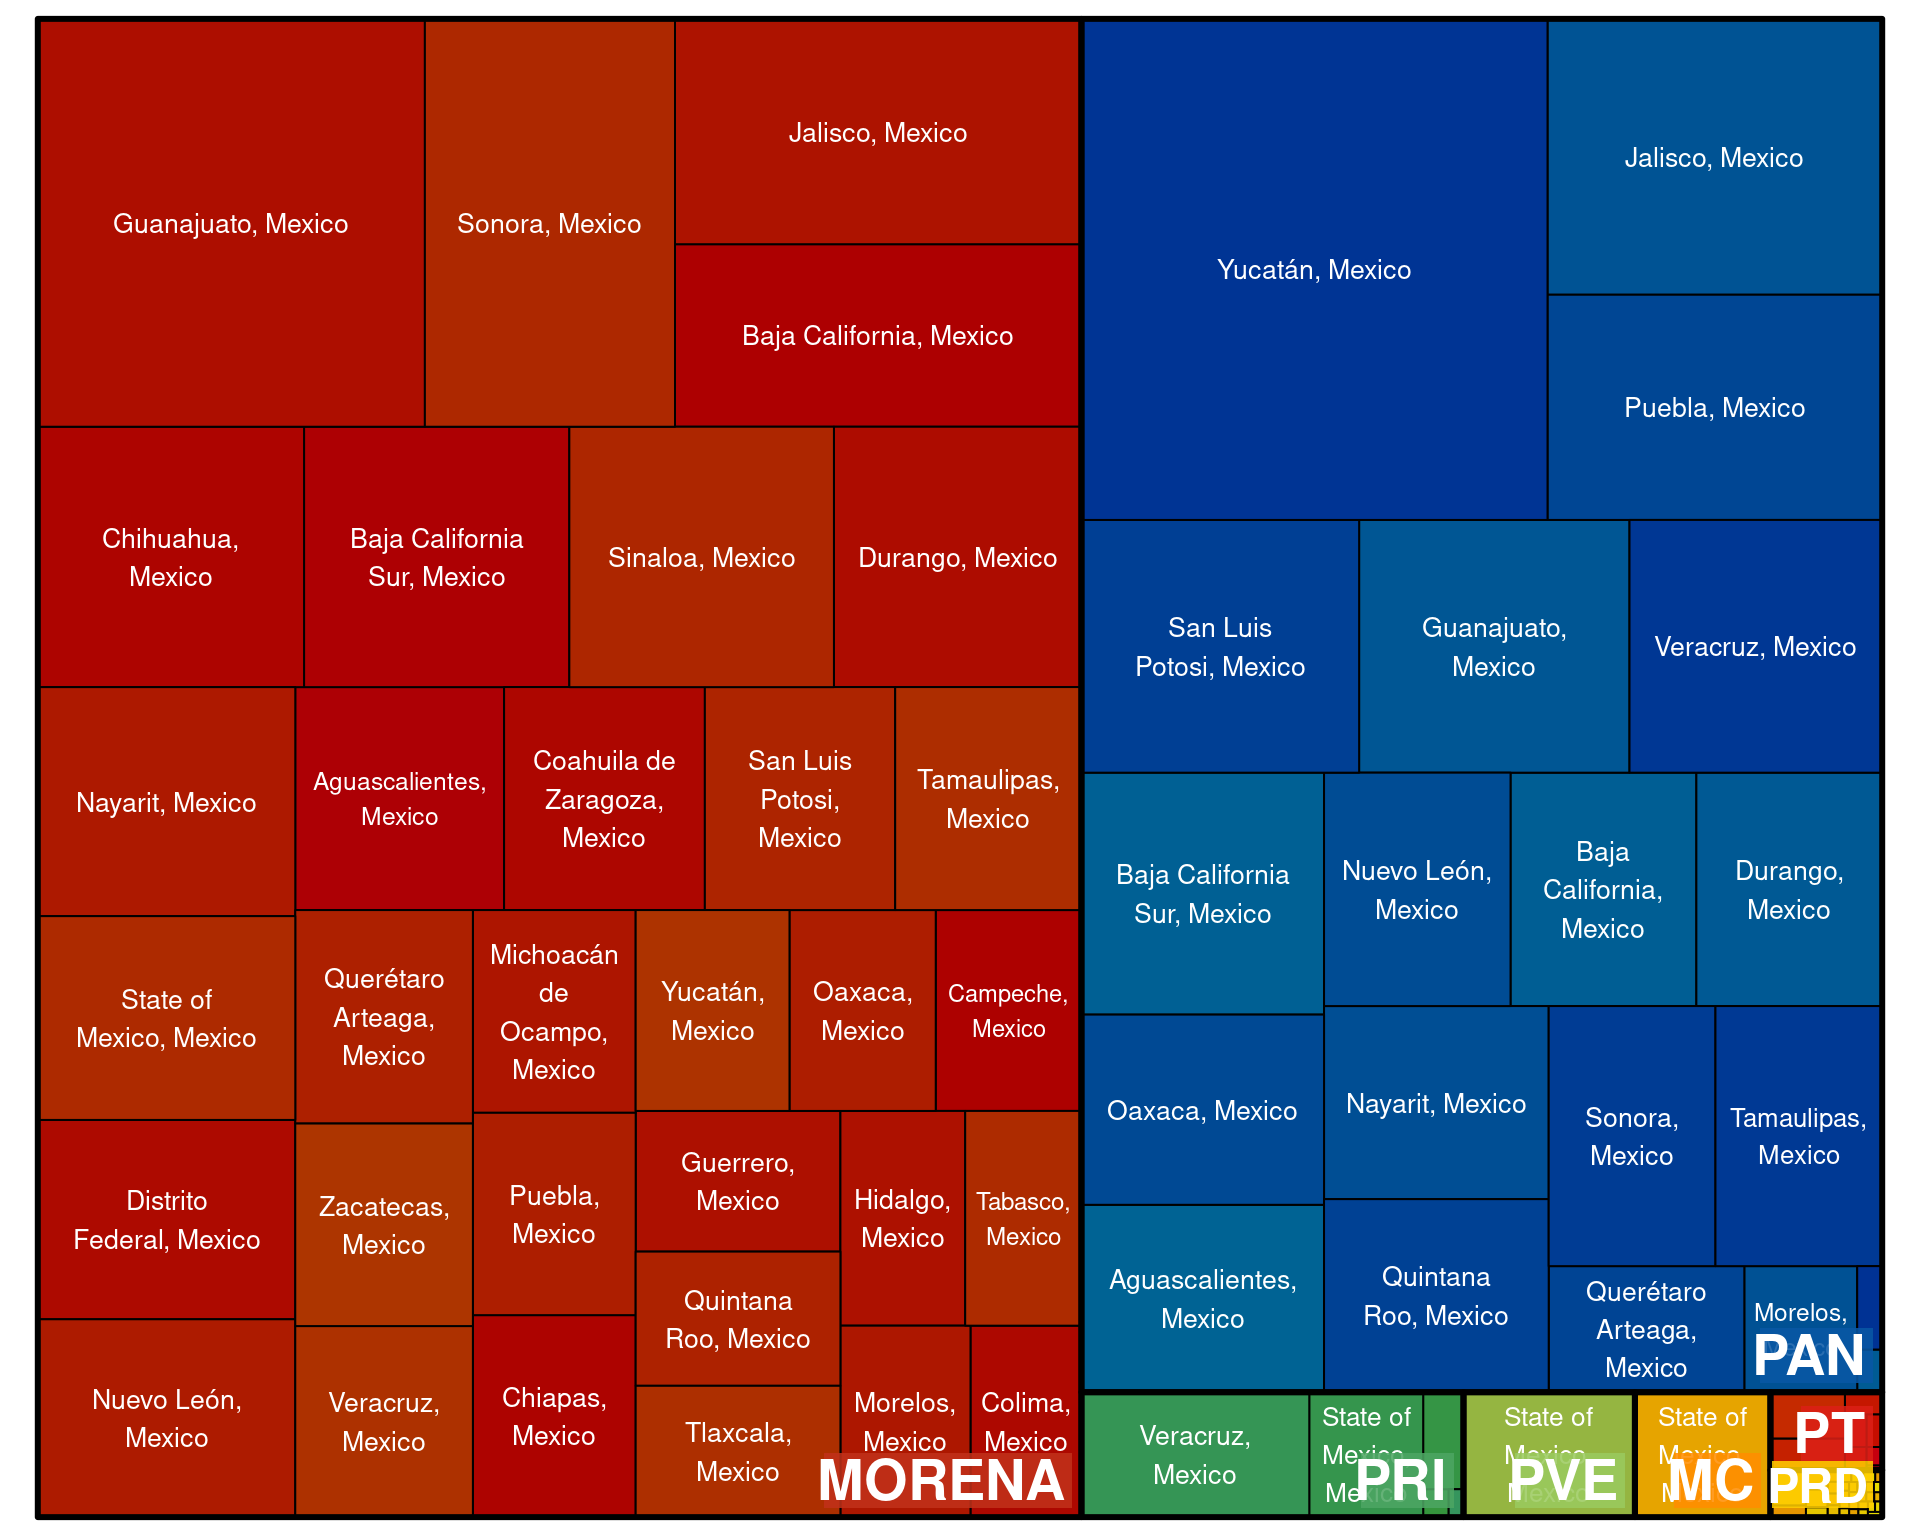 Guanajuato, Mexico
Sonora, Mexico
Jalisco, Mexico
Baja California, Mexico
Chihuahua,
Mexico
Baja California
Sur, Mexico
Sinaloa, Mexico
Durango, Mexico
Nayarit, Mexico
Aguascalientes,
Mexico
Coahuila de
Zaragoza,
Mexico
San Luis
Potosi,
Mexico
Tamaulipas,
Mexico
State of
Mexico, Mexico
Querétaro
Arteaga,
Mexico
Michoacán
de
Ocampo,
Mexico
Yucatán,
Mexico
Oaxaca,
Mexico
Campeche,
Mexico
Distrito
Federal, Mexico
Zacatecas,
Mexico
Puebla,
Mexico
Guerrero,
Mexico
Hidalgo,
Mexico
Tabasco,
Mexico
Quintana
Roo, Mexico
Nuevo León,
Mexico
Veracruz,
Mexico
Chiapas,
Mexico
Tlaxcala,
Mexico
Morelos,
Mexico
Colima,
Mexico
MORENA
Yucatán, Mexico
Jalisco, Mexico
Puebla, Mexico
San Luis
Potosi, Mexico
Guanajuato,
Mexico
Veracruz, Mexico
Baja California
Sur, Mexico
Nuevo León,
Mexico
Baja
California,
Mexico
Durango,
Mexico
Oaxaca, Mexico
Nayarit, Mexico
Sonora,
Mexico
Tamaulipas,
Mexico
Aguascalientes,
Mexico
Quintana
Roo, Mexico
Querétaro
Arteaga,
Mexico
Morelos,
PAN
Veracruz,
Mexico
State of
Mexico,
Mexico
PRI
State of
Mexico,
Mexico
PVE
State of
Mexico,
Mexico
MC
PT
PRD